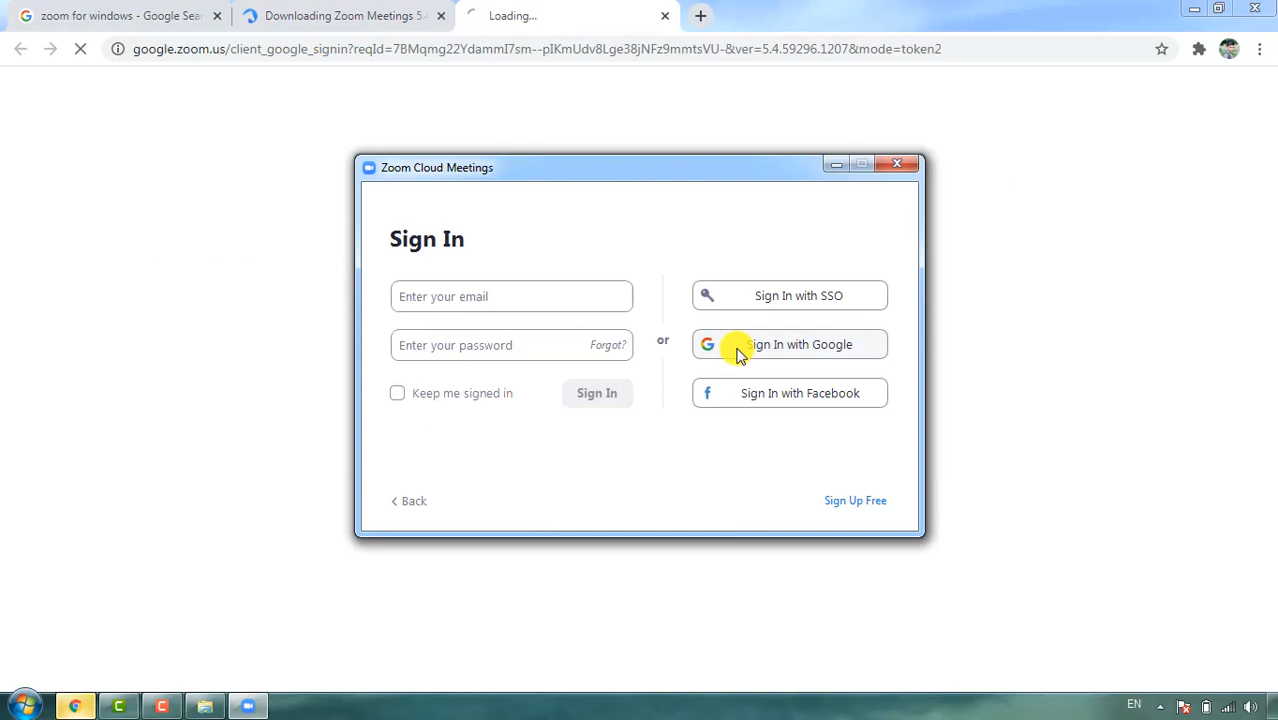 zoom for windows - Google Sear
Downloading Zoom Meetings 5.4
Loading...
google.zoom.us/client_google_signin?reqId=7BMqmg22YdammI7snl--pIKmUdv8Lge38jNFz9mmtsVU-&ver=5.4.59296.1207&mode=token2
Zoom Cloud Meetings
Sign In
Enter your email
Sign In with SSO
Enter your password
Forgot?
or
Sign In with Google
Keep me signed in
Sign In
Sign In with Facebook
Back
Sign Up Free
EN